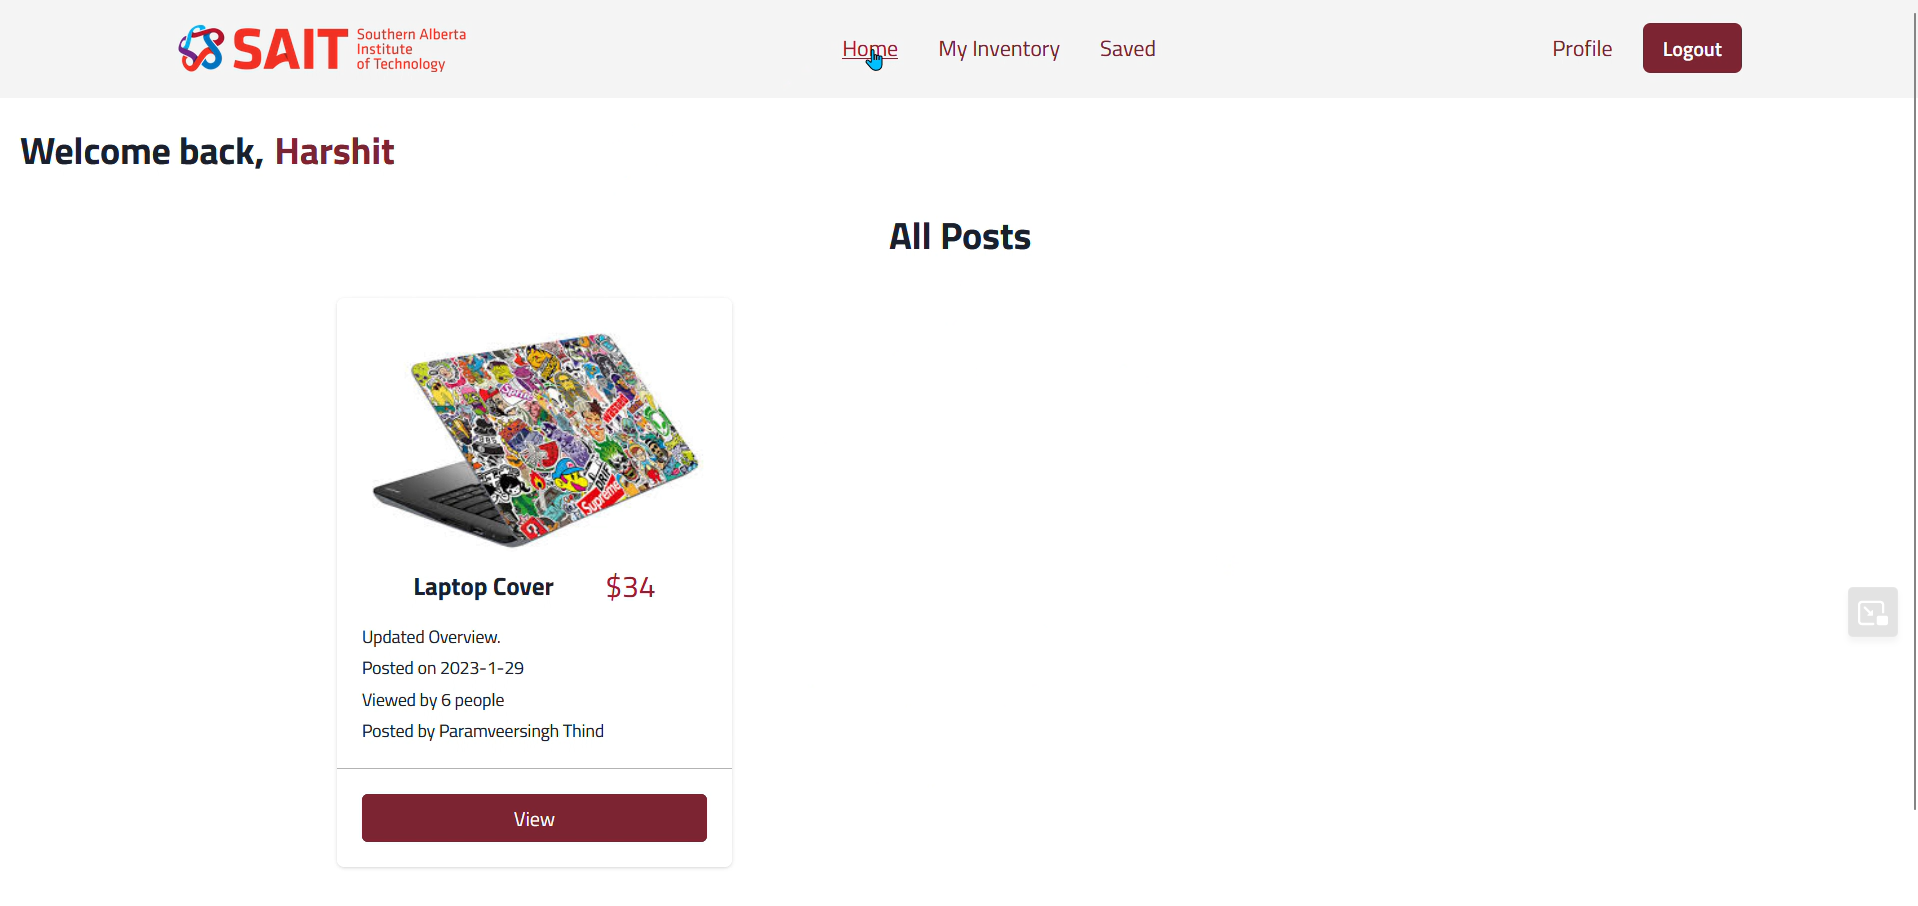 SAIT
Southern Alberta
Institute
of Technology
Home
My Inventory
Saved
Profile
Logout
Welcome back, Harshit
All Posts
Supreme
Laptop Cover $34
Updated Overview.
Posted on 2023-1-29
Viewed by 6 people
Posted by Paramveersingh Thind
View